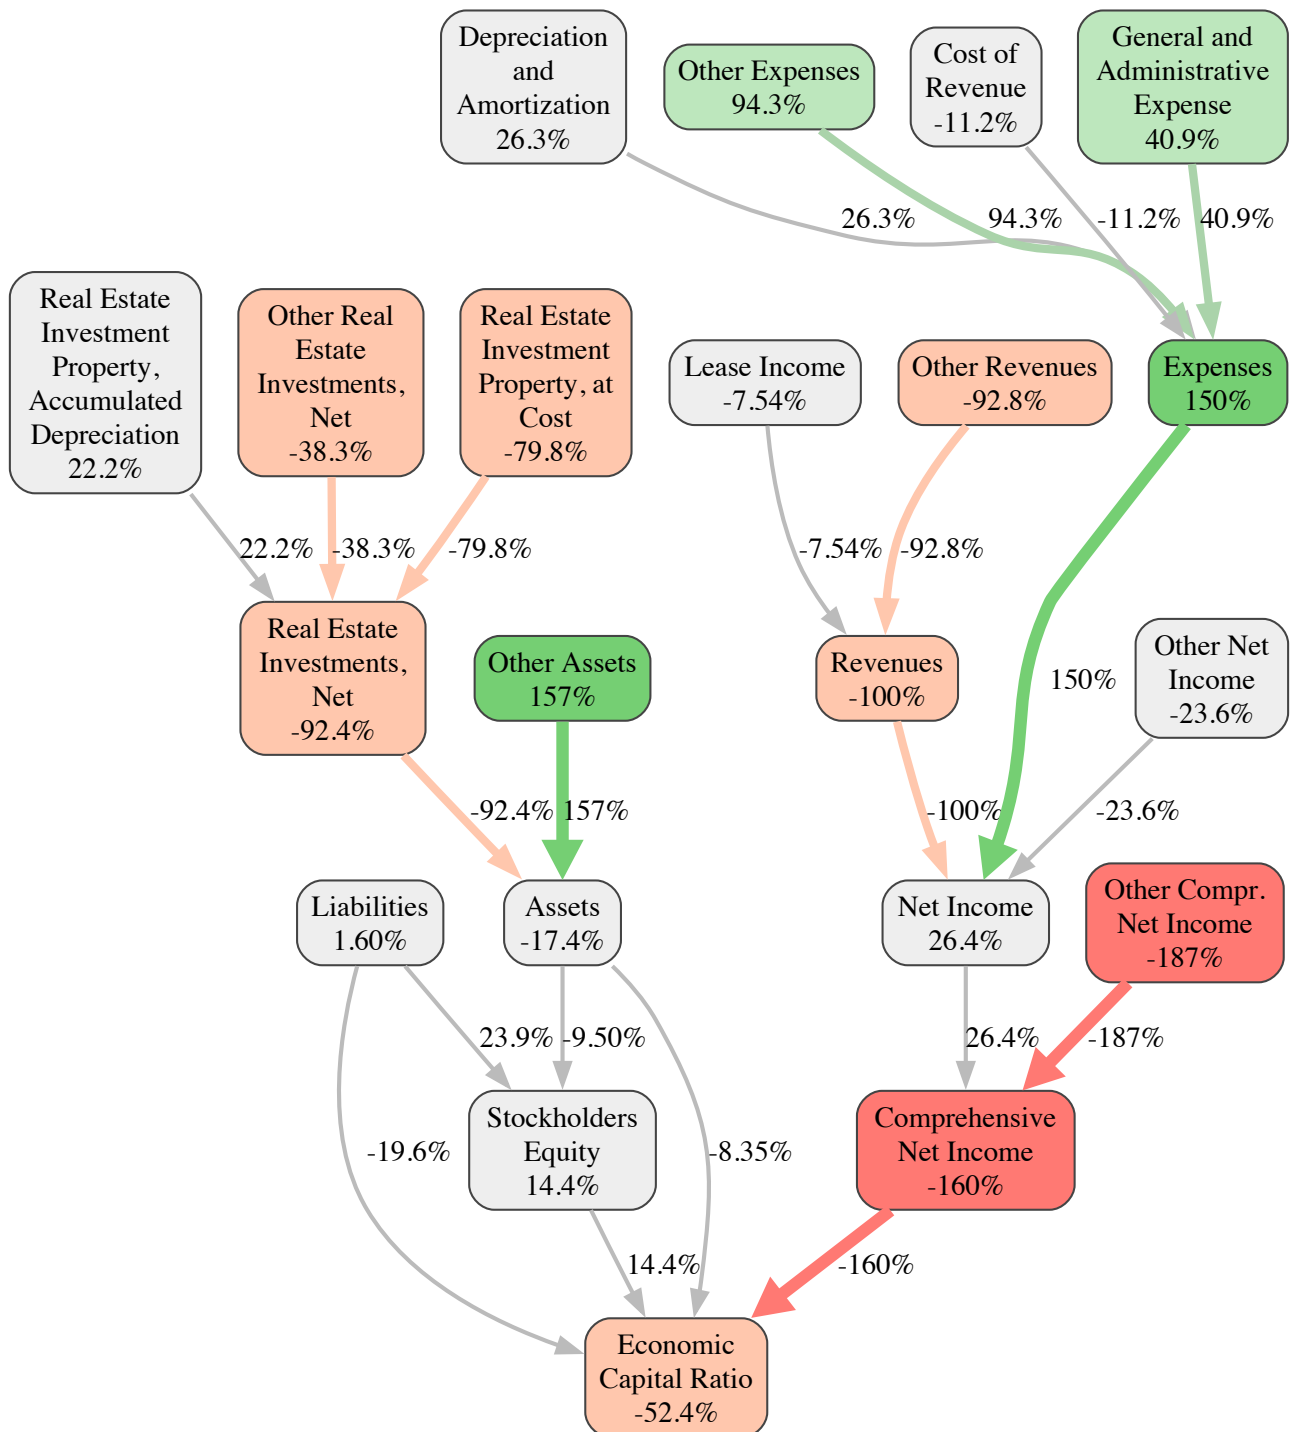 Depreciation
and
Amortization
26.3%
Other Expenses
94.3%
Cost of
Revenue
-11.2%
General and
Administrative
Expense
40.9%
26.3%
94.3%
-11.2%
40.9%
Real Estate
Investment
Property,
Accumulated
Depreciation
22.2%
Other Real
Estate
Investments,
Net
-38.3%
Real Estate
Investment
Property, at
Cost
-79.8%
Lease Income
-7.54%
Other Revenues
-92.8%
Expenses
150%
22.2%
-38.3%
-79.8%
-7.54%
-92.8%
Real Estate
Investments,
Net
-92.4%
Other Assets
157%
Revenues
-100%
150%
Other Net
Income
-23.6%
-92.4%
157%
-100%
-23.6%
Liabilities
1.60%
Assets
-17.4%
Net Income
26.4%
Other Compr.
Net Income
-187%
23.9%
-9.50%
26.4%
-187%
-19.6%
Stockholders
Equity
14.4%
-8.35%
Comprehensive
Net Income
-160%
14.4%
-160%
Economic
Capital Ratio
-52.4%